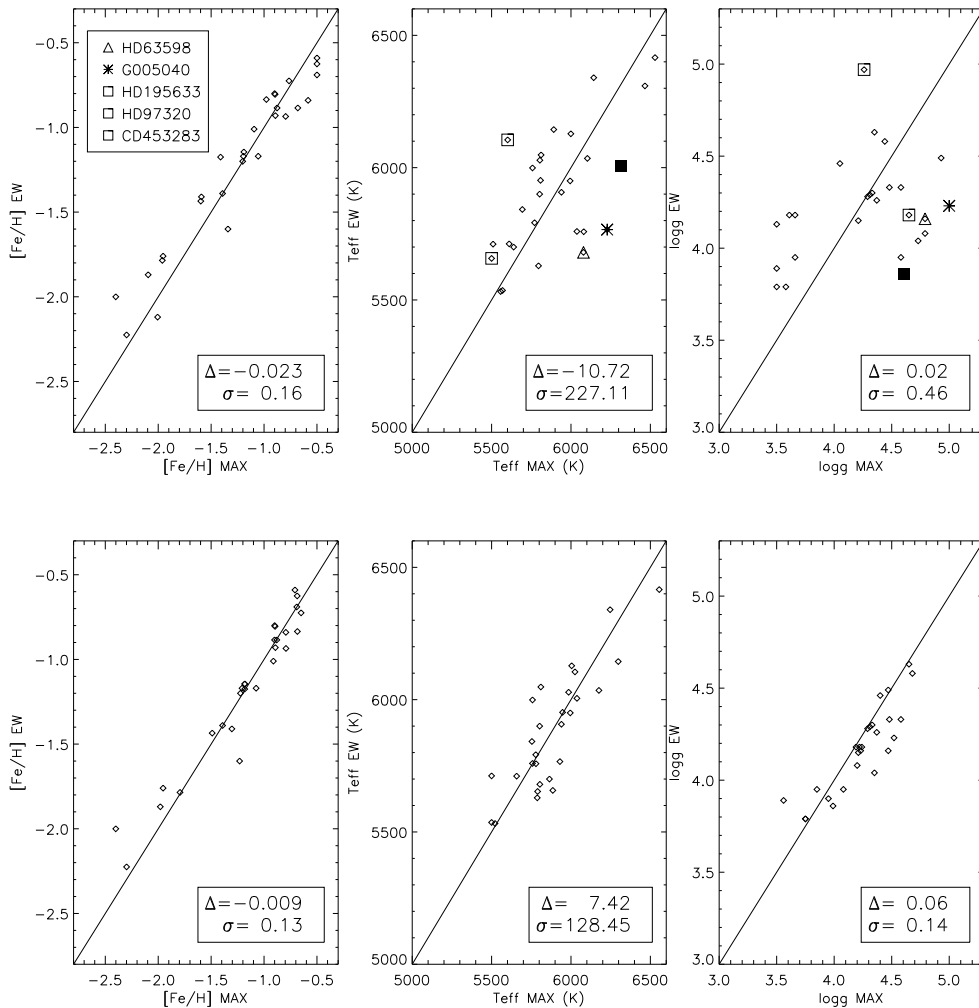 HD63598
G005040
HD195633
HD97320
CD453283
Δ=−0.023
σ= 0.16
−0.5
−1.0
−1.5
−2.0
−2.5
[Fe/H] EW
−2.5 −2.0 −1.5 −1.0 −0.5
[Fe/H] MAX
Δ=−10.72
σ=227.11
6500
6000
5500
5000
Teff EW (K)
5000 5500 6000 6500
Teff MAX (K)
Δ= 0.02
σ= 0.46
5.0
4.5
4.0
3.5
3.0
logg EW
3.0 3.5 4.0 4.5 5.0
logg MAX
Δ=−0.009
σ= 0.13
−0.5
−1.0
−1.5
−2.0
−2.5
[Fe/H] EW
−2.5 −2.0 −1.5 −1.0 −0.5
[Fe/H] MAX
Δ= 7.42
σ=128.45
6500
6000
5500
5000
Teff EW (K)
5000 5500 6000 6500
Teff MAX (K)
Δ= 0.06
σ= 0.14
5.0
4.5
4.0
3.5
3.0
logg EW
3.0 3.5 4.0 4.5 5.0
logg MAX